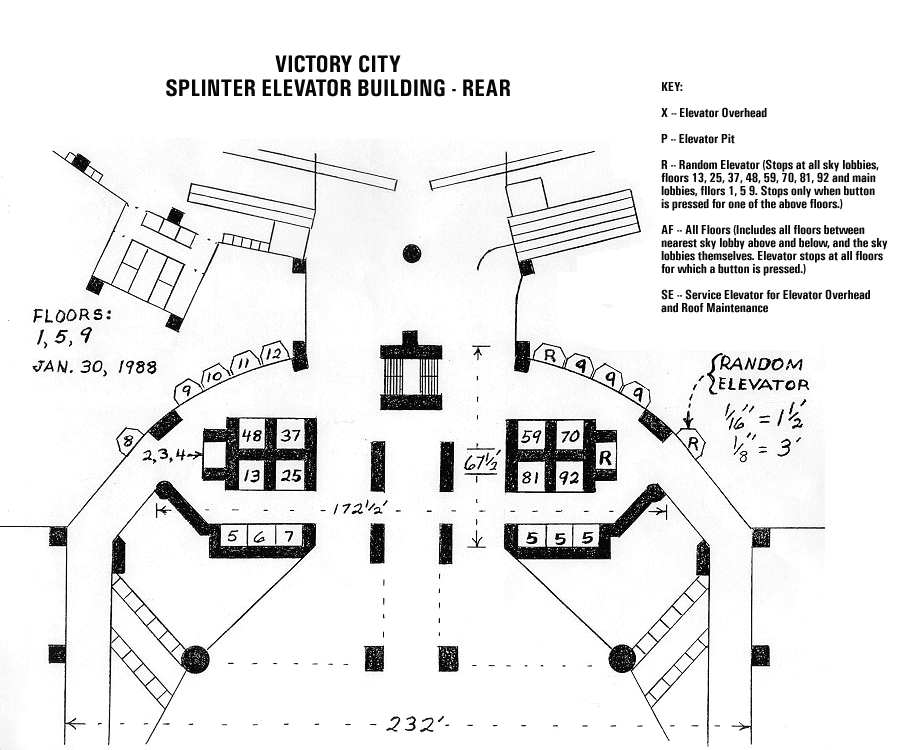 VICTORY CITY
SPLINTER ELEVATOR BUILDING - REAR
KEY:
X -- Elevator Overhead
P -- Elevator Pit
R -- Random Elevator (Stops at all sky lobbies,
floors 13, 25, 37, 48, 59, 70, 81, 92 and main
lobbies, fllors 1, 5 9. Stops only when button
is pressed for one of the above floors.)
AF -- All Floors (Includes all floors between
nearest sky lobby above and below, and the sky
lobbies themselves. Elevator stops at all floors
for which a button is pressed.)
SE -- Service Elevator for Elevator Overhead
and Roof Maintenance
FLOORS:
1, 5, 9
JAN. 30, 1988
8 9 10 11 12
R 9 9 9 R
RANDOM
ELEVATOR
1/16" = 1 1/2'
1/8" = 3'
48 37
59 70
2, 3, 4
R
67 1/2'
13 25
81 92
172 1/2'
5 6 7
5 5 5
232'